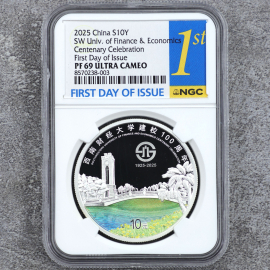 2025 China S10Y
SW Univ. of Finance & Economics
Centenary Celebration
First Day of Issue
PF 69 ULTRA CAMEO
8570238-003
1st
FIRST DAY OF ISSUE
NGC
西南财经大学建校100周年
1925-2025
10元